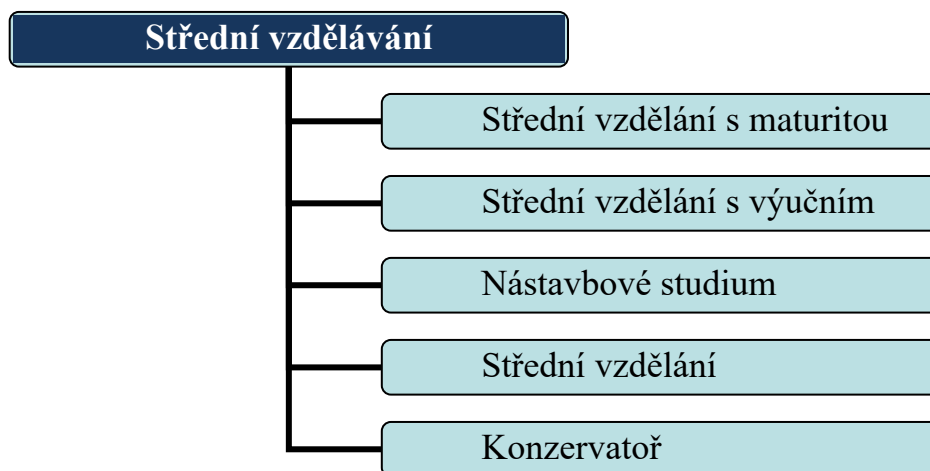 Střední vzdělávání
Střední vzdělání s maturitou
Střední vzdělání s výučním
Nástavbové studium
Střední vzdělání
Konzervatoř